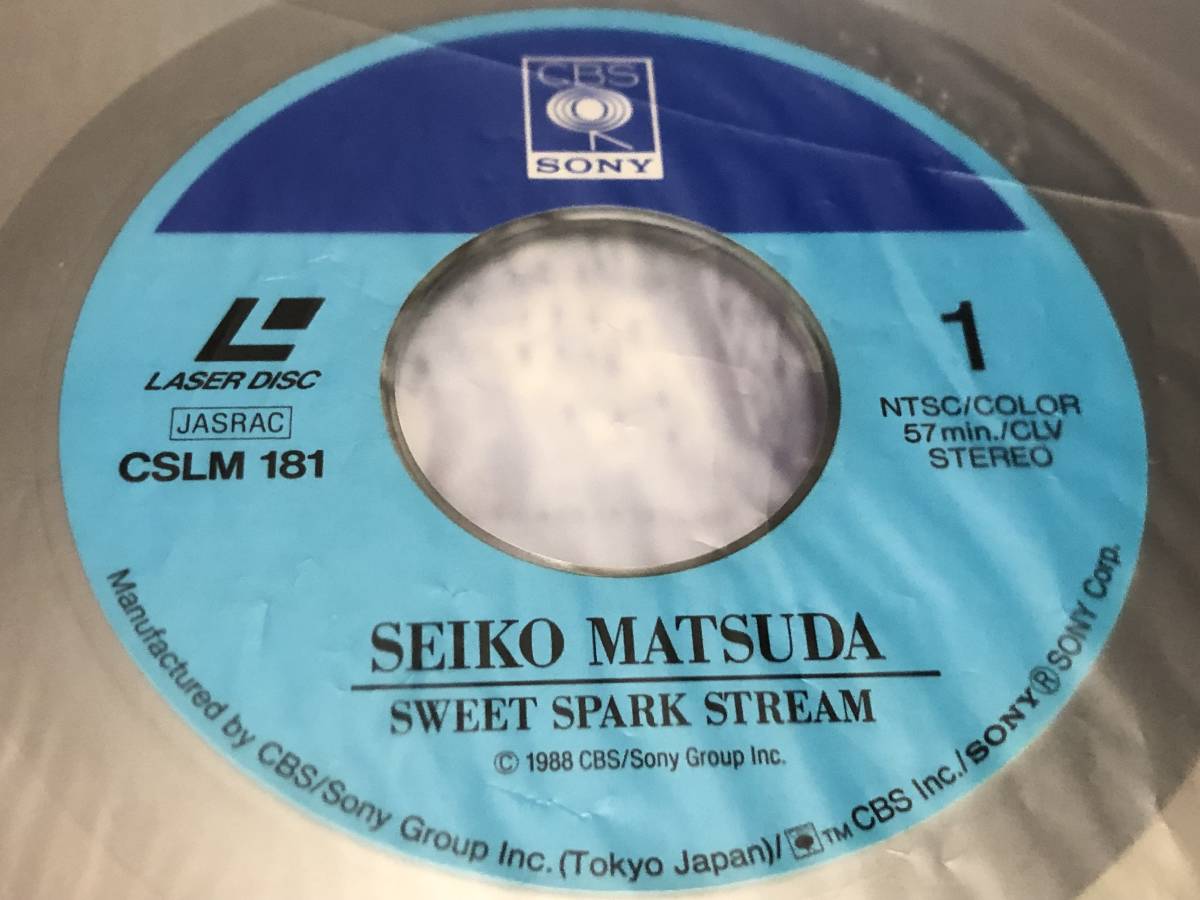 CBS
SONY
LASER DISC
JASRAC
CSLM 181
1
NTSC/COLOR
57 min./CLV
STEREO
SEIKO MATSUDA
SWEET SPARK STREAM
© 1988 CBS/Sony Group Inc.
Manufactured by CBS/Sony Group Inc. (Tokyo Japan)/ ™ CBS Inc./SONY® SONY Corp.